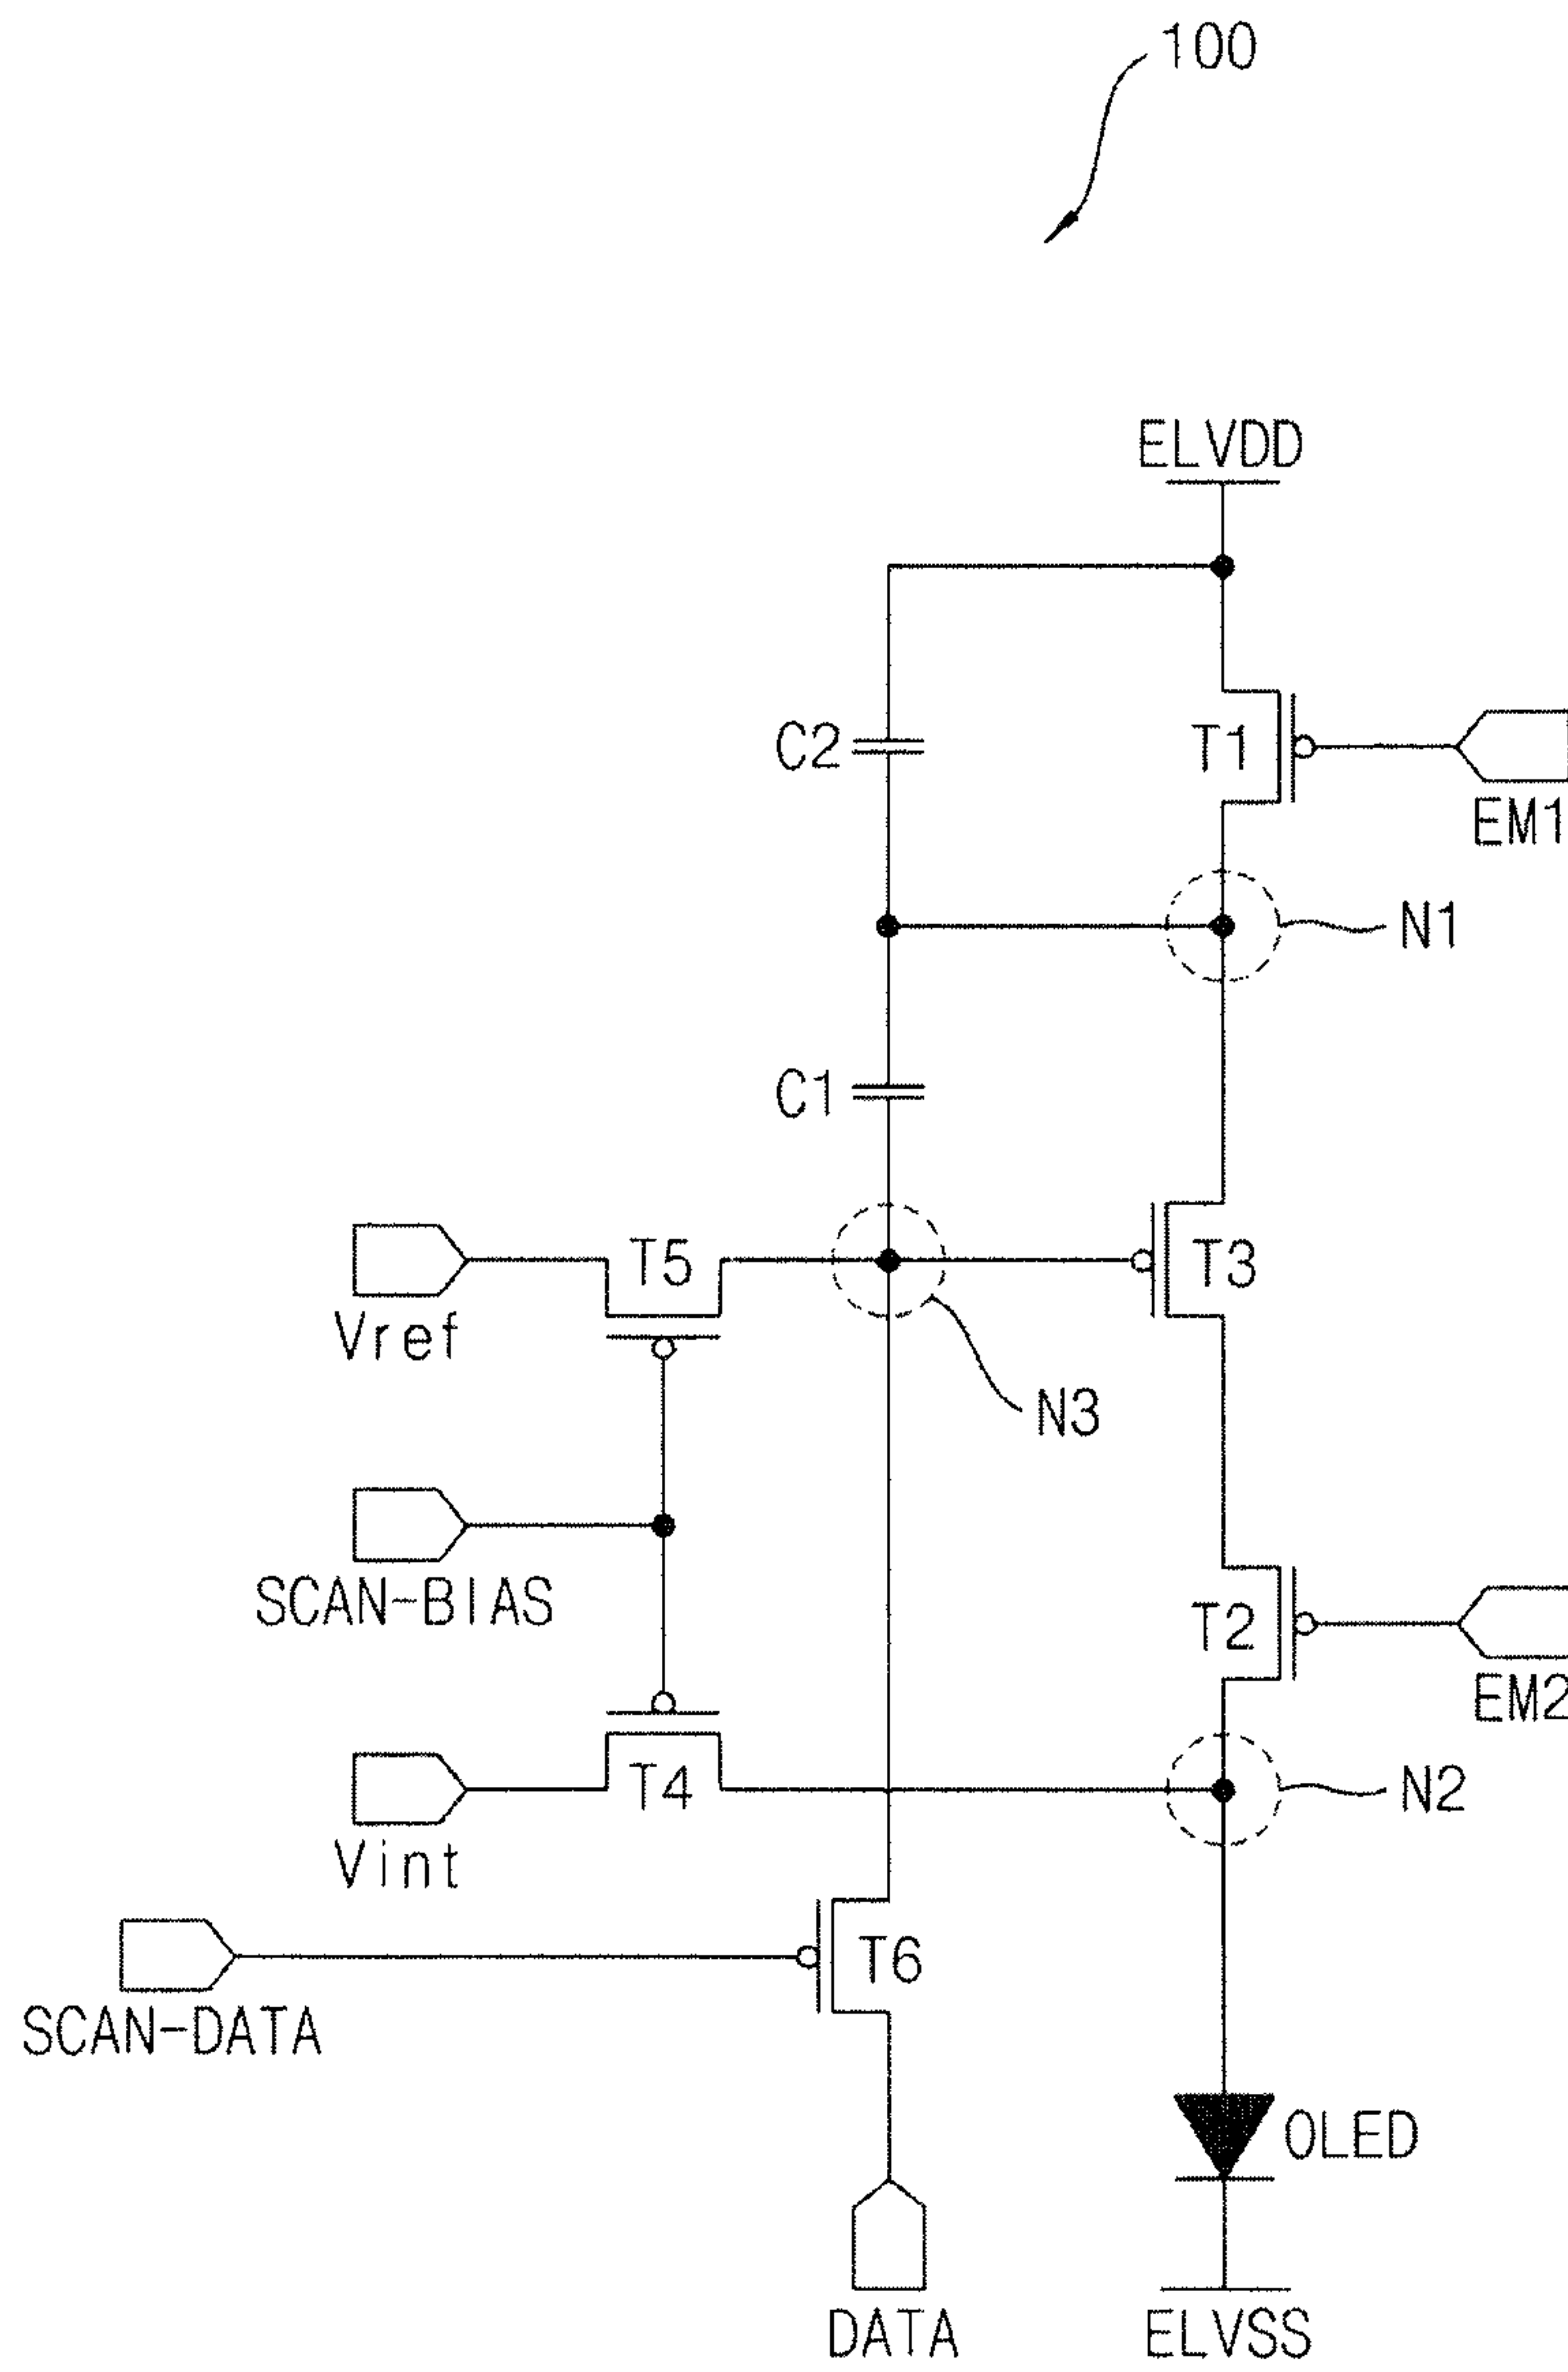 100
ELVDD
C2
T1
EM1
N1
C1
T5
T3
Vref
N3
SCAN-BIAS
T2
EM2
T4
N2
Vint
T6
SCAN-DATA
OLED
DATA
ELVSS